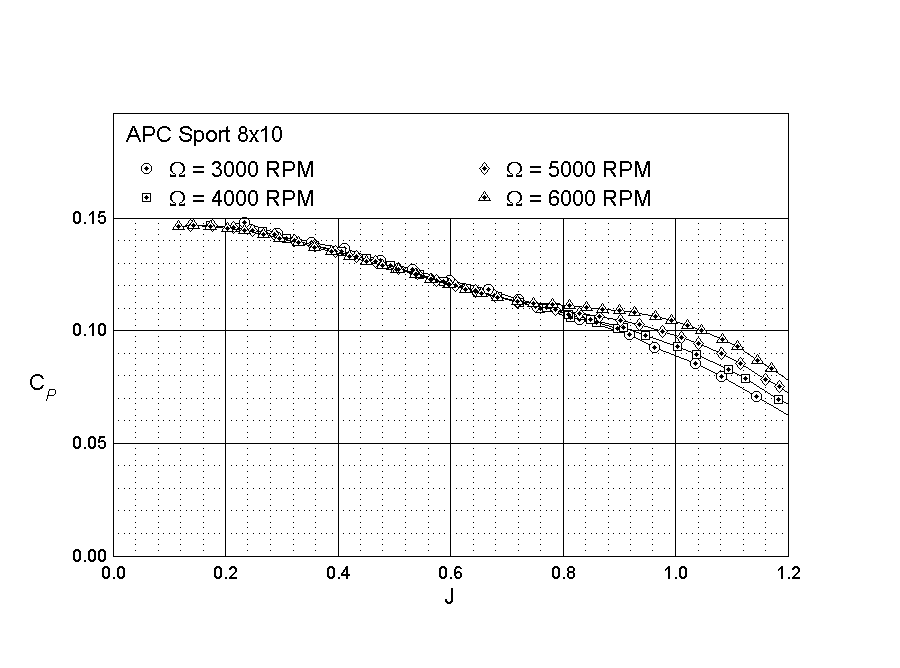 APC Sport 8x10
Ω = 3000 RPM
Ω = 5000 RPM
Ω = 4000 RPM
Ω = 6000 RPM
0.15
0.10
C_P
0.05
0.00
0.0 0.2 0.4 0.6 0.8 1.0 1.2
J